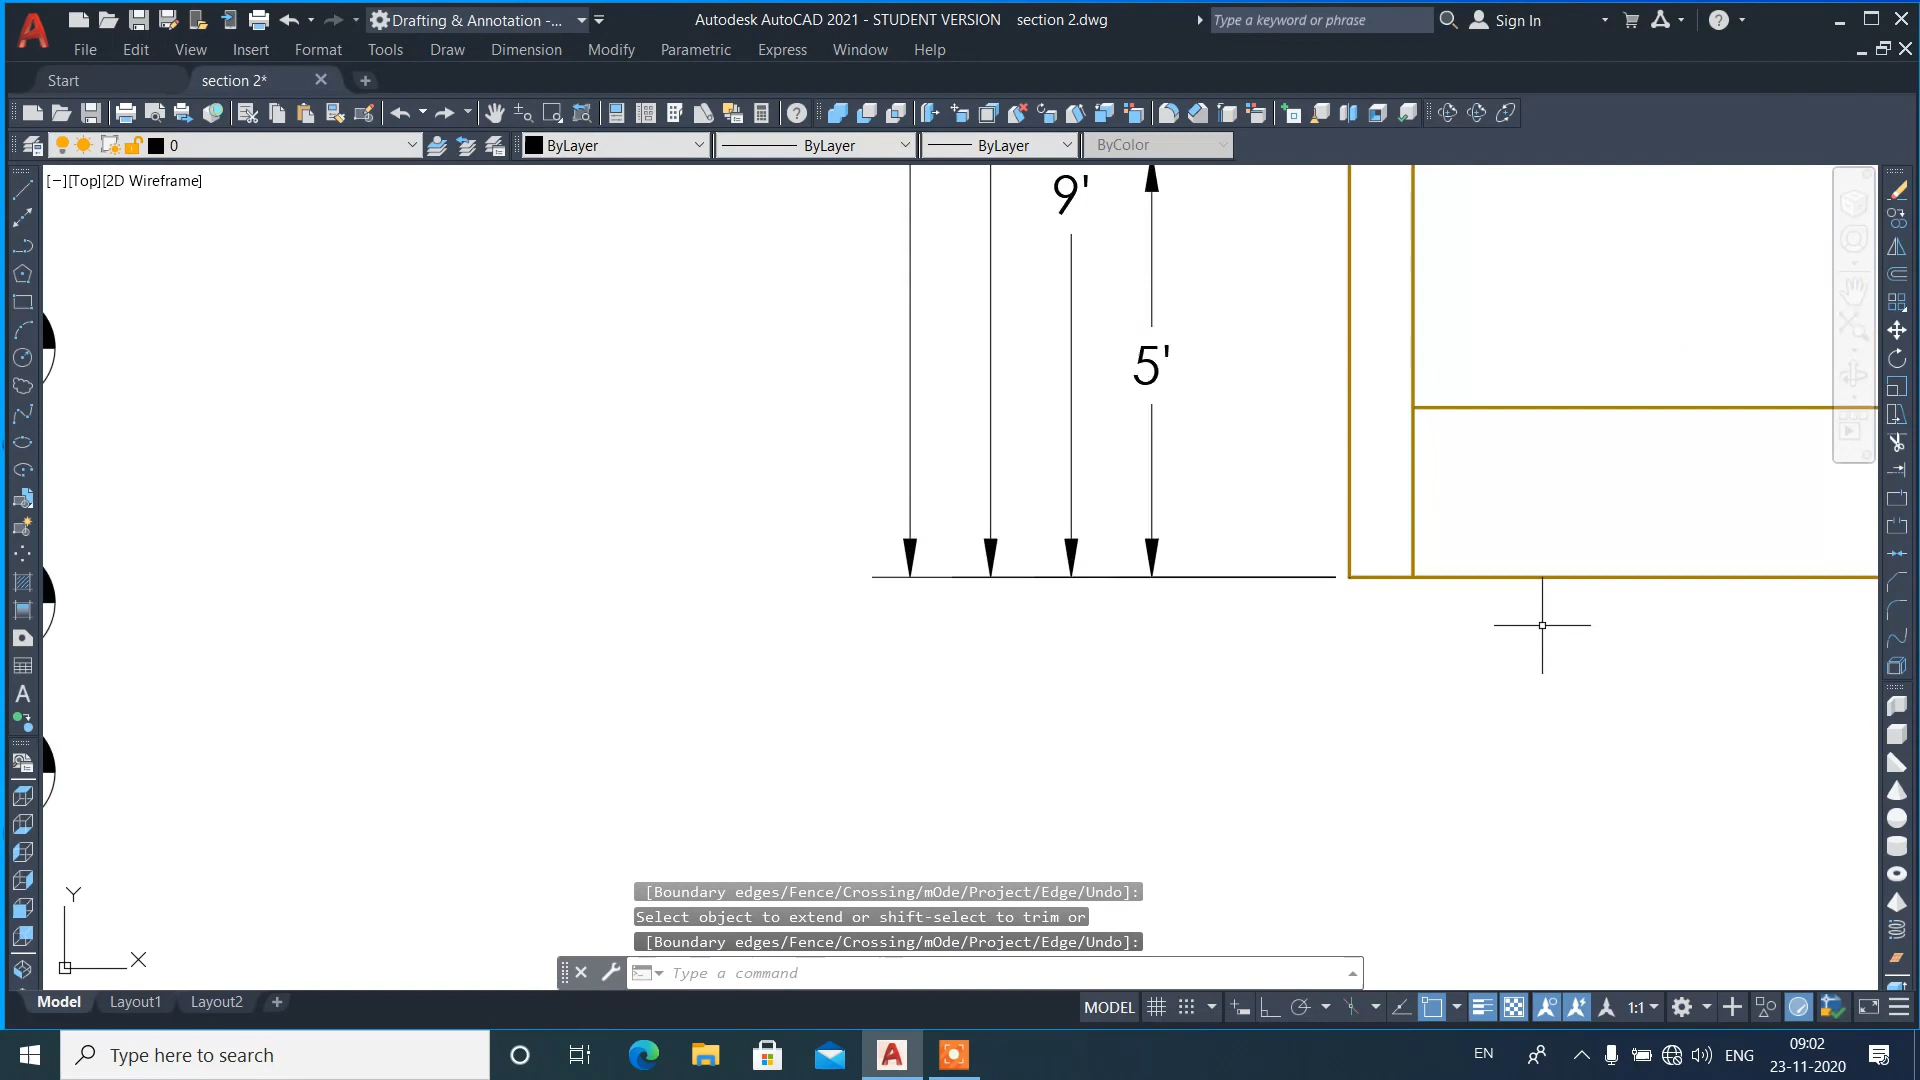 Drafting & Annotation -...
Autodesk AutoCAD 2021 - STUDENT VERSION section 2.dwg
Type a keyword or phrase
Sign In
File Edit View Insert Format Tools Draw Dimension Modify Parametric Express Window Help
Start
section 2*
0
ByLayer
ByLayer
ByLayer
ByColor
[−][Top][2D Wireframe]
9'
5'
Y
X
[Boundary edges/Fence/Crossing/mOde/Project/Edge/Undo]:
Select object to extend or shift-select to trim or
[Boundary edges/Fence/Crossing/mOde/Project/Edge/Undo]:
Type a command
Model Layout1 Layout2
MODEL
1:1
Type here to search
EN
ENG
09:02
23-11-2020